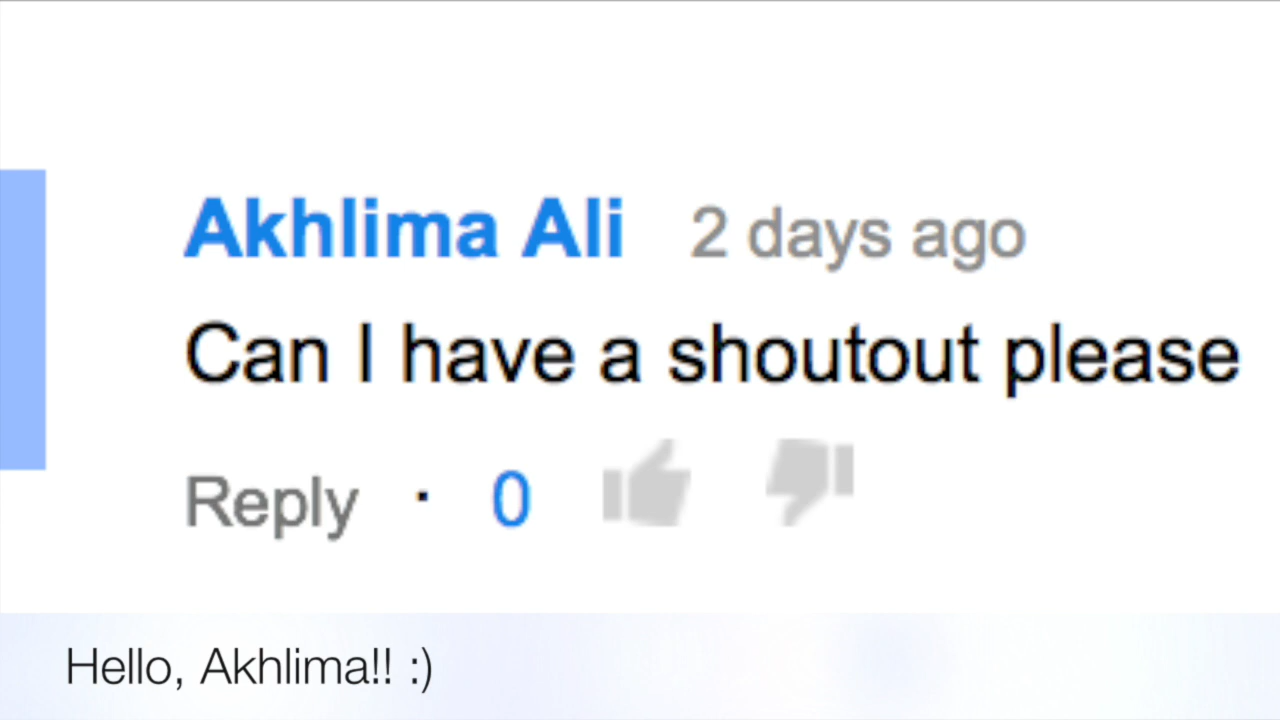 Akhlima Ali 2 days ago
Can I have a shoutout please
Reply · 0
Hello, Akhlima!! :)